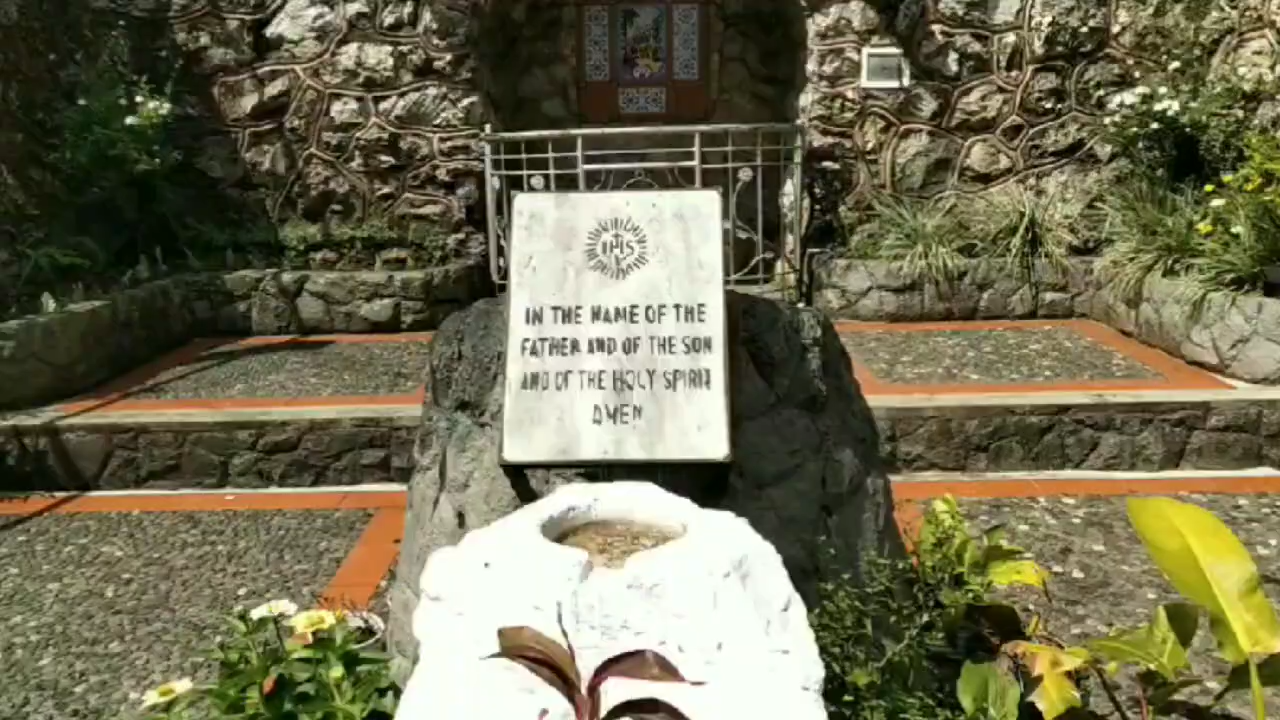 IHS
IN THE NAME OF THE
FATHER AND OF THE SON
AND OF THE HOLY SPIRIT
AMEN